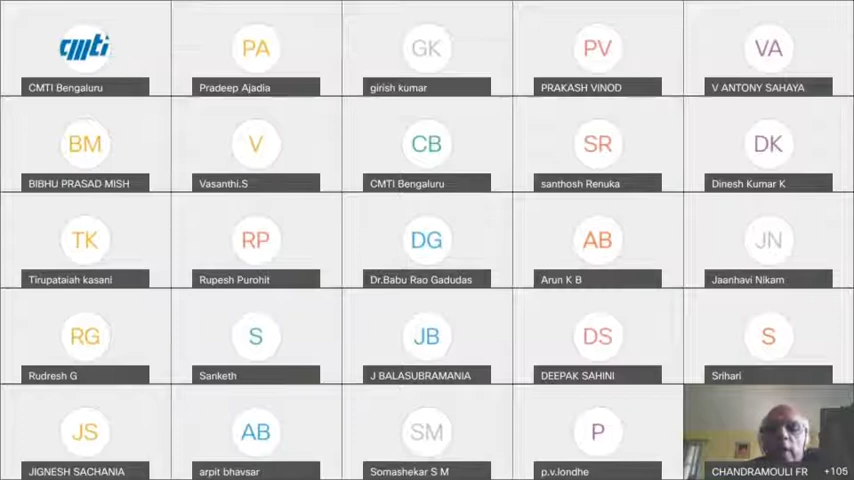 cmti
PA
GK
PV
VA
CMTI Bengaluru
Pradeep Ajadia
girish kumar
PRAKASH VINOD
V ANTONY SAHAYA
BM
V
CB
SR
DK
BIBHU PRASAD MISH
Vasanthi.S
CMTI Bengaluru
santhosh Renuka
Dinesh Kumar K
TK
RP
DG
AB
JN
Tirupataiah kasani
Rupesh Purohit
Dr.Babu Rao Gadudas
Arun K B
Jaanhavi Nikam
RG
S
JB
DS
S
Rudresh G
Sanketh
J BALASUBRAMANIA
DEEPAK SAHINI
Srihari
JS
AB
SM
P
JIGNESH SACHANIA
arpit bhavsar
Somashekar S M
p.v.londhe
CHANDRAMOULI FR +105